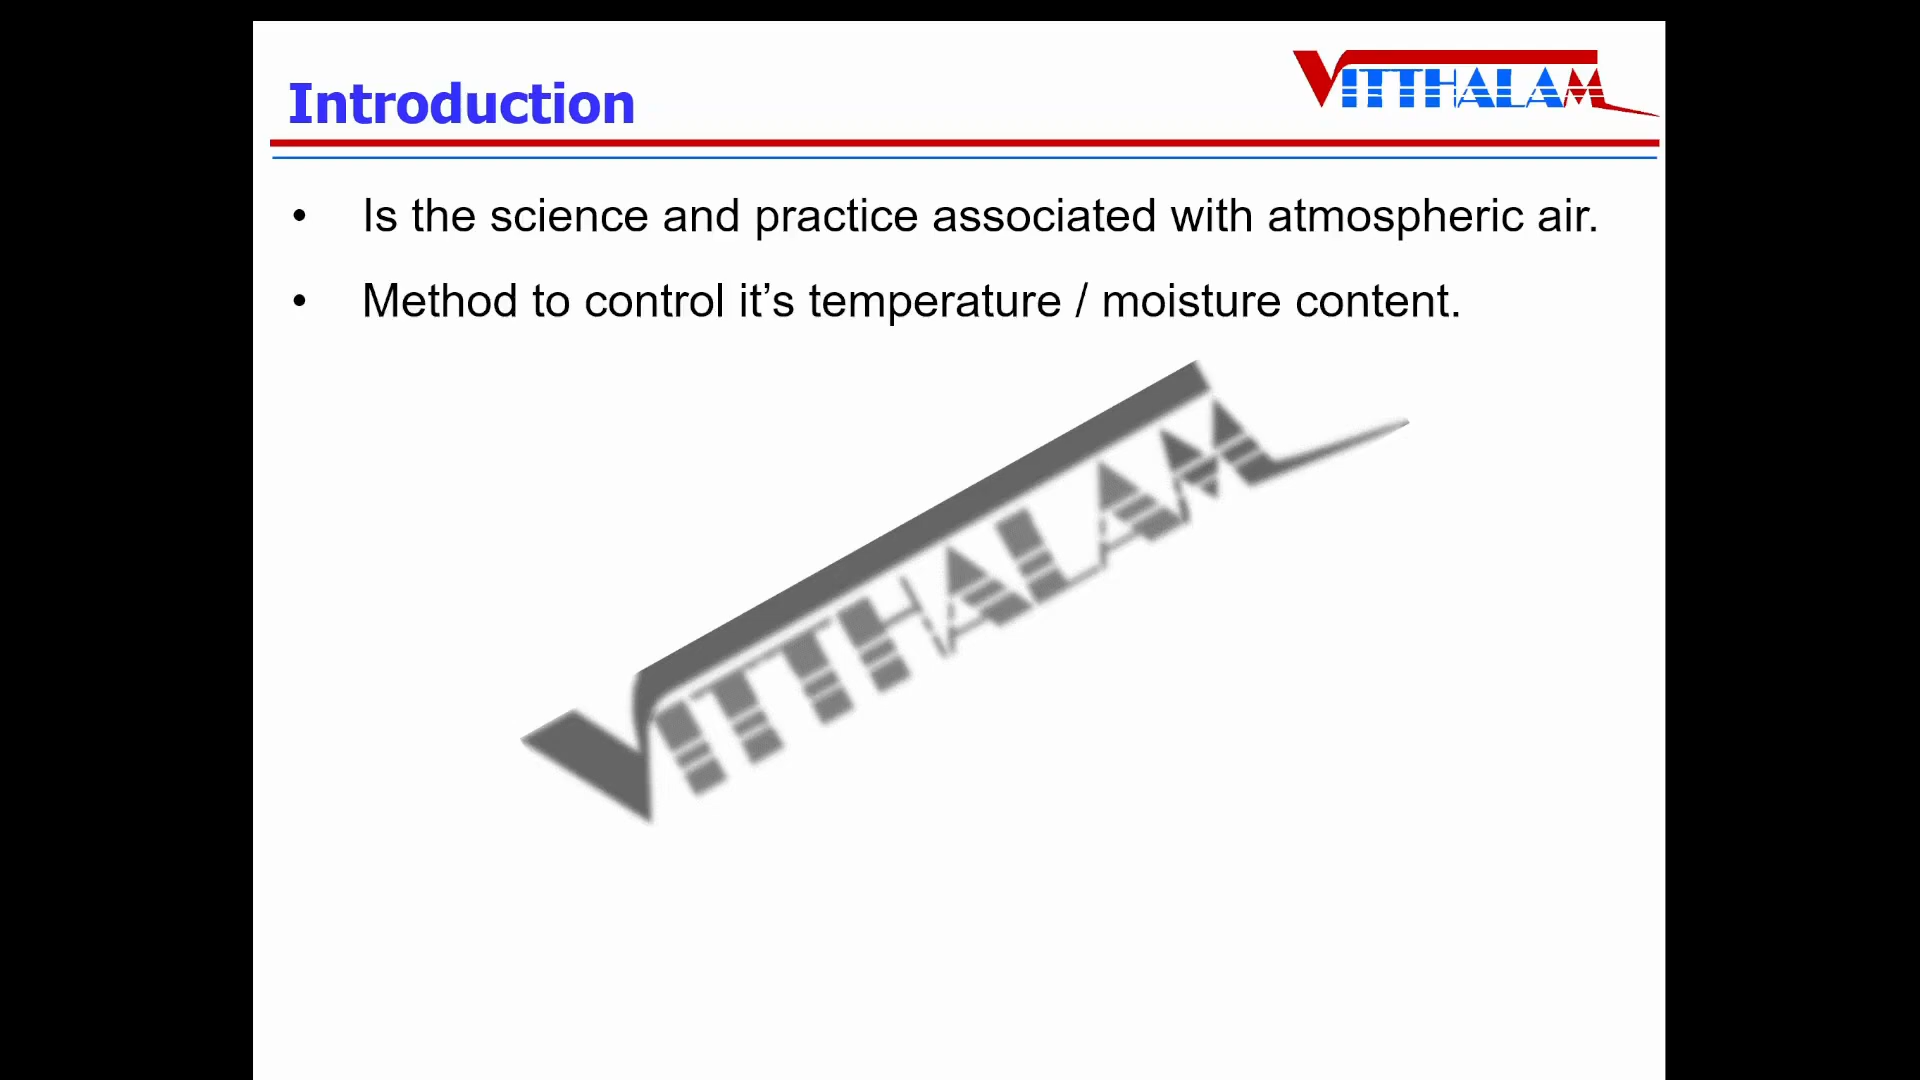 VITTHALAM
Introduction
• Is the science and practice associated with atmospheric air.
• Method to control it’s temperature / moisture content.
VITTHALAM